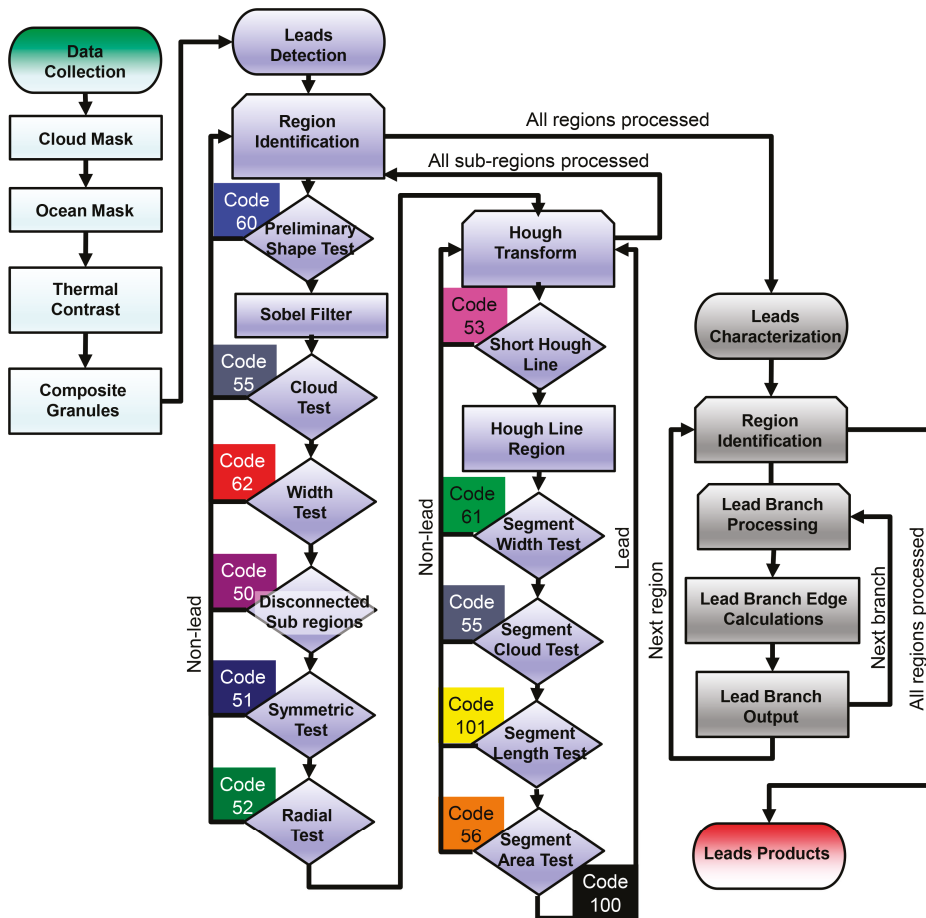 Data
Collection
Cloud Mask
Ocean Mask
Thermal
Contrast
Composite
Granules
Leads
Detection
Region
Identification
Code
60
Preliminary
Shape Test
Sobel Filter
Code
55
Cloud
Test
Code
62
Width
Test
Code
50
Disconnected
Sub regions
Code
51
Symmetric
Test
Code
52
Radial
Test
Non-lead
All regions processed
All sub-regions processed
Hough
Transform
Code
53
Short Hough
Line
Hough Line
Region
Code
61
Segment
Width Test
Code
55
Segment
Cloud Test
Code
101
Segment
Length Test
Code
56
Segment
Area Test
Code
100
Non-lead
Lead
Leads
Characterization
Region
Identification
Lead Branch
Processing
Lead Branch Edge
Calculations
Lead Branch
Output
Next region
Next branch
All regions processed
Leads Products